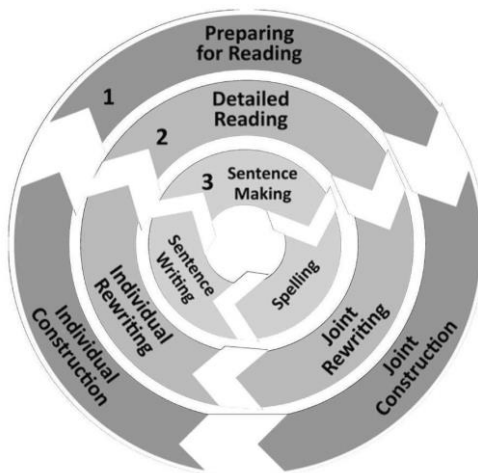 Preparing
for Reading
1
Detailed
Reading
2
Sentence
Making
3
Sentence
Writing
Spelling
Individual
Rewriting
Joint
Rewriting
Individual
Construction
Joint
Construction